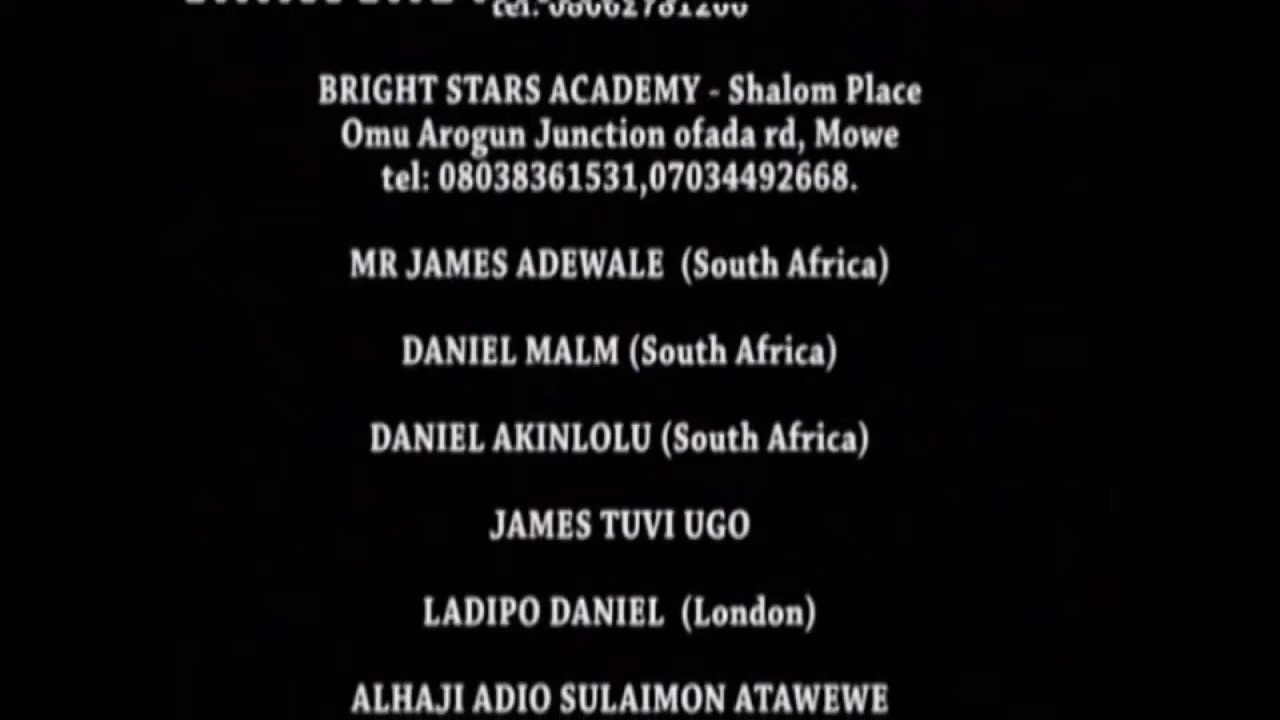 BRIGHT STARS ACADEMY - Shalom Place
Omu Arogun Junction ofada rd, Mowe
tel: 08038361531,07034492668.
MR JAMES ADEWALE (South Africa)
DANIEL MALM (South Africa)
DANIEL AKINLOLU (South Africa)
JAMES TUVI UGO
LADIPO DANIEL (London)
ALHAJI ADIO SULAIMON ATAWEWE